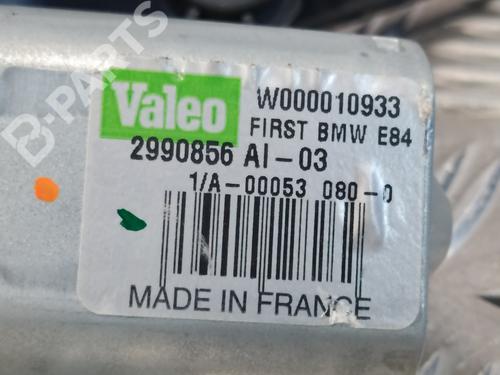 B-PARTS
Valeo
W000010933
FIRST BMW E84
2990856 AI-03
1/A-00053 080-0
MADE IN FRANCE